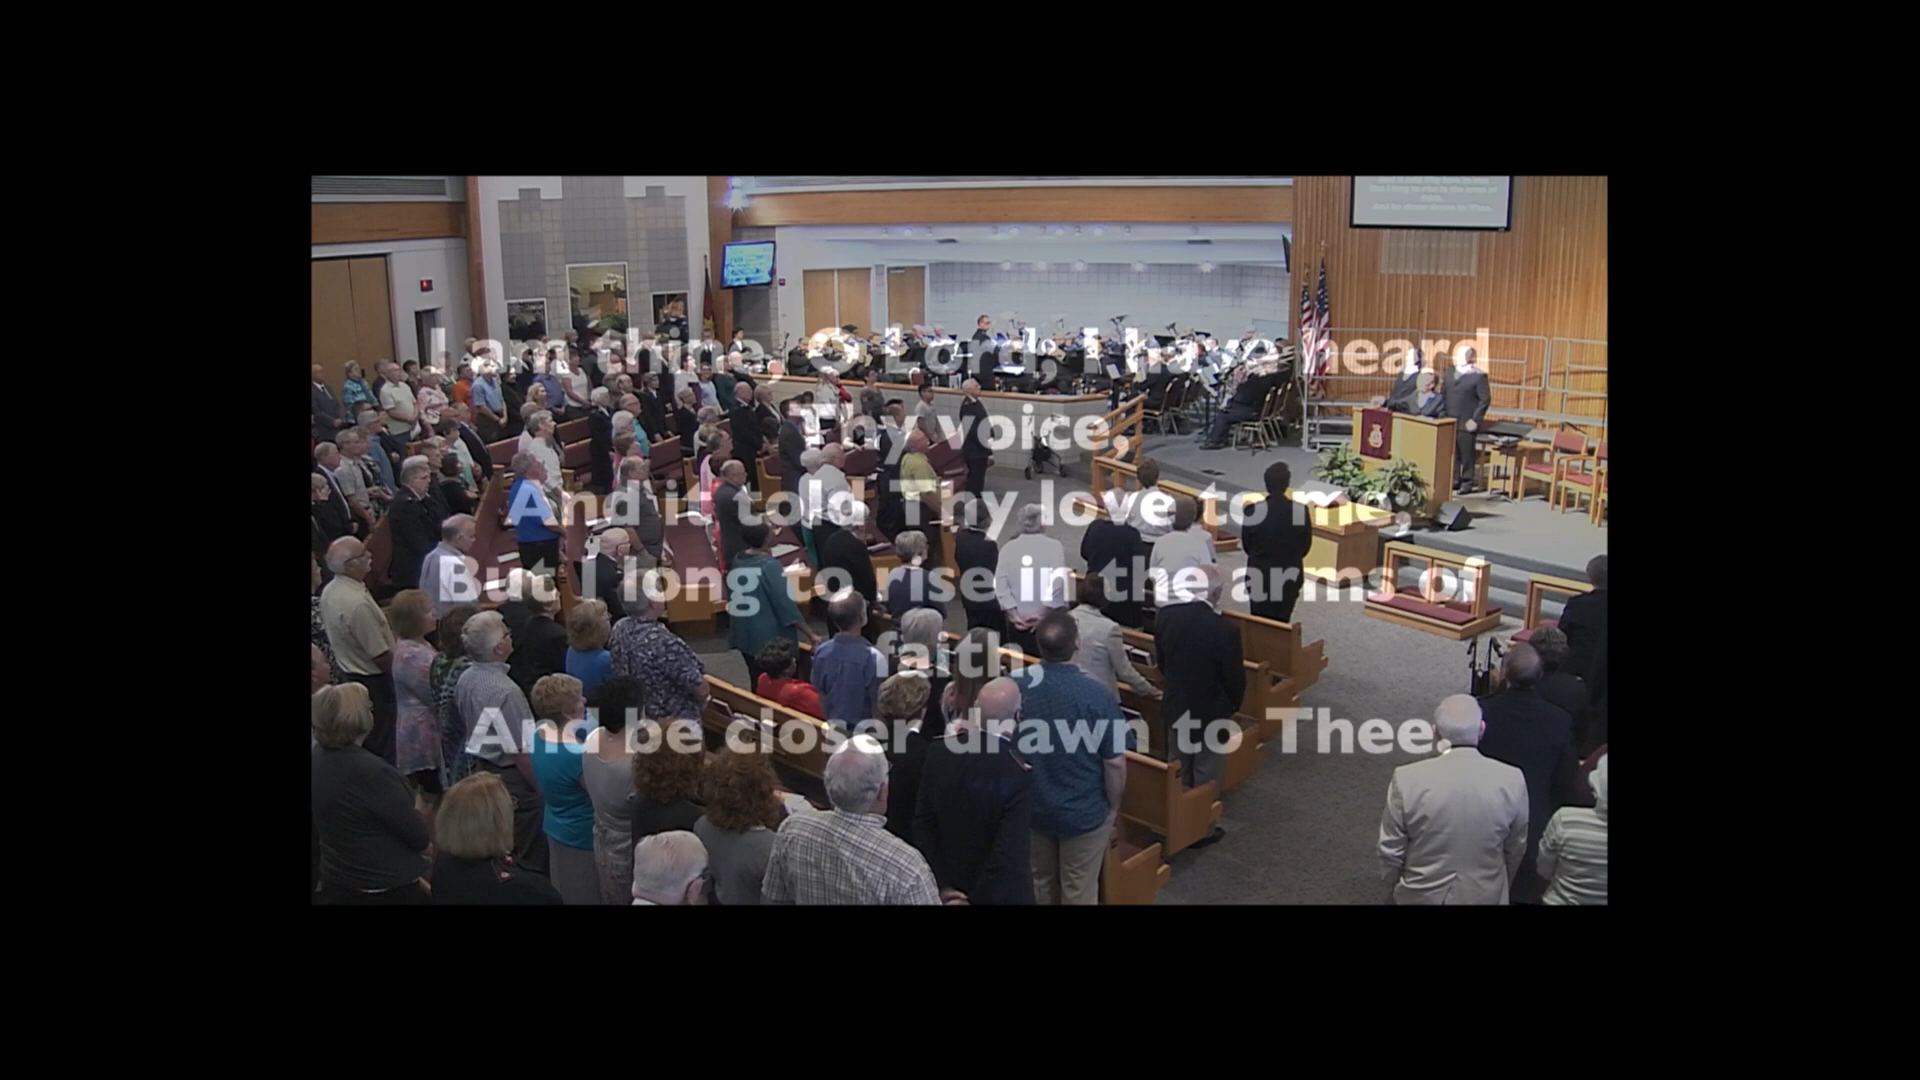 I am thine, O Lord; I have heard
Thy voice,
And it told Thy love to me;
But I long to rise in the arms of
faith,
And be closer drawn to Thee.